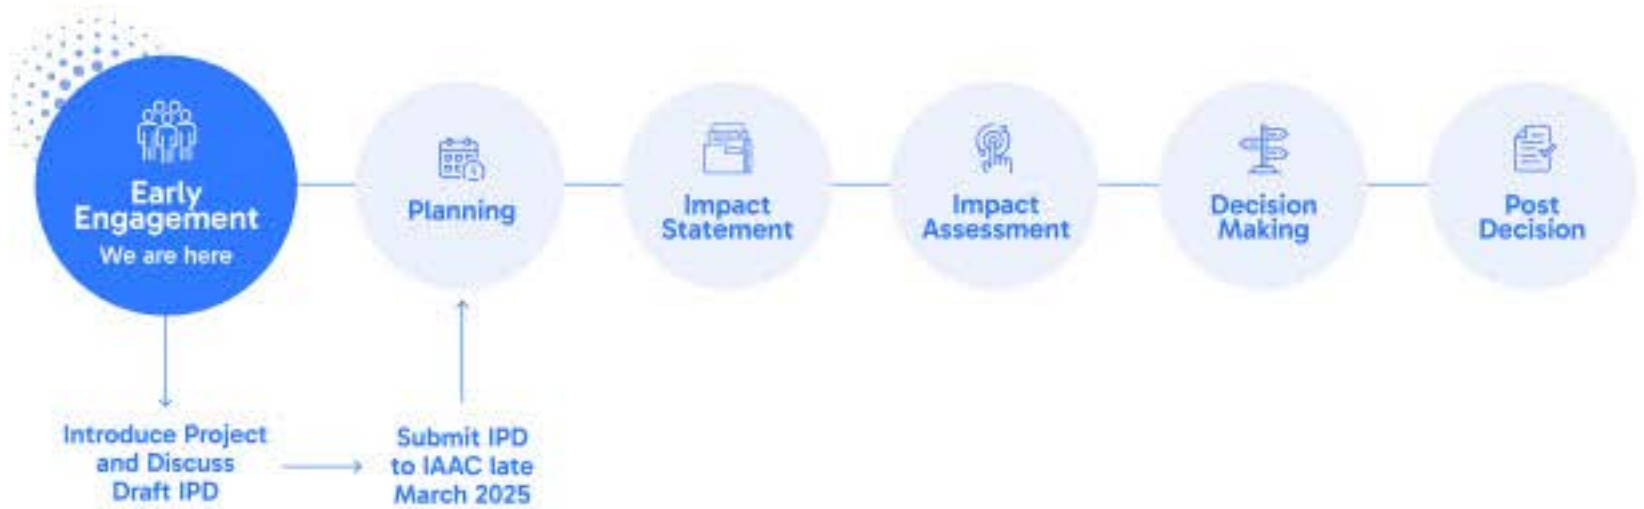 Early
Engagement
We are here
Planning
Impact
Statement
Impact
Assessment
Decision
Making
Post
Decision
Introduce Project
and Discuss
Draft IPD
Submit IPD
to IAAC late
March 2025